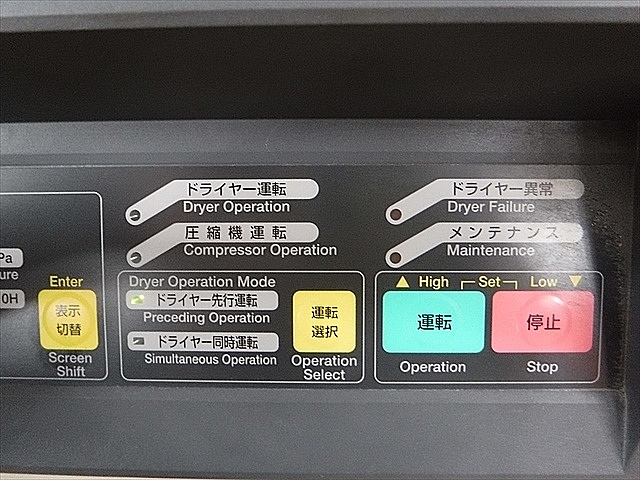 ドライヤー運転
Dryer Operation
圧縮機運転
Compressor Operation
ドライヤー異常
Dryer Failure
メンテナンス
Maintenance
Enter
表示
切替
Screen
Shift
Dryer Operation Mode
ドライヤー先行運転
Preceding Operation
ドライヤー同時運転
Simultaneous Operation
運転
選択
Operation
Select
▲ High Set Low ▼
運転
停止
Operation
Stop